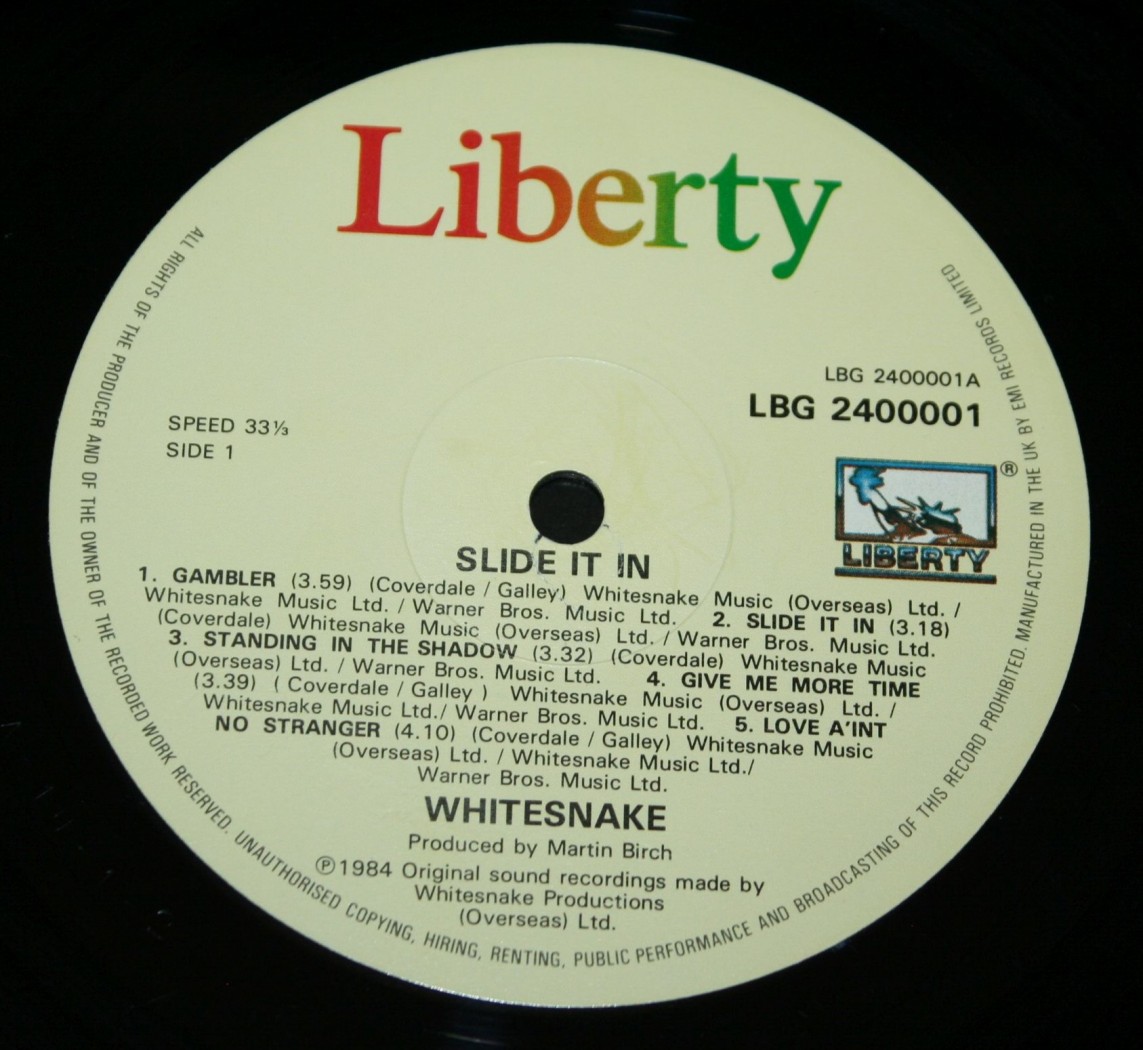 Liberty
LBG 2400001A
LBG 2400001
SPEED 33⅓
SIDE 1
®
LIBERTY
SLIDE IT IN
1. GAMBLER (3.59) (Coverdale / Galley) Whitesnake Music (Overseas) Ltd. /
Whitesnake Music Ltd. / Warner Bros. Music Ltd. 2. SLIDE IT IN (3.18)
(Coverdale) Whitesnake Music (Overseas) Ltd. / Warner Bros. Music Ltd.
3. STANDING IN THE SHADOW (3.32) (Coverdale) Whitesnake Music
(Overseas) Ltd. / Warner Bros. Music Ltd. 4. GIVE ME MORE TIME
(3.39) ( Coverdale / Galley ) Whitesnake Music (Overseas) Ltd. /
Whitesnake Music Ltd./ Warner Bros. Music Ltd. 5. LOVE A'INT
NO STRANGER (4.10) (Coverdale / Galley) Whitesnake Music
(Overseas) Ltd. / Whitesnake Music Ltd./
Warner Bros. Music Ltd.
WHITESNAKE
Produced by Martin Birch
Ⓟ1984 Original sound recordings made by
Whitesnake Productions
(Overseas) Ltd.
ALL RIGHTS OF THE PRODUCER AND OF THE OWNER OF THE RECORDED WORK RESERVED. UNAUTHORISED COPYING, HIRING, RENTING, PUBLIC PERFORMANCE AND BROADCASTING OF THIS RECORD PROHIBITED. MANUFACTURED IN THE UK BY EMI RECORDS LIMITED